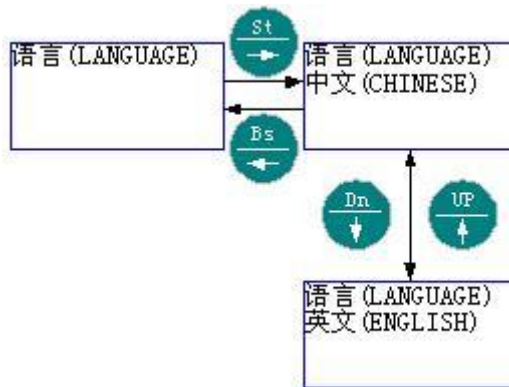 St
语言(LANGUAGE)
语言(LANGUAGE)
中文(CHINESE)
Bs
Dn
UP
语言(LANGUAGE)
英文(ENGLISH)